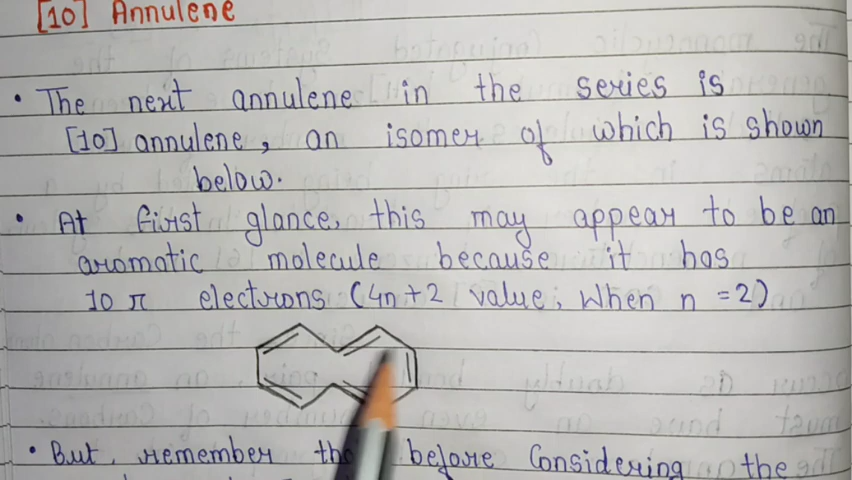 [10] Annulene
• The next annulene in the series is
[10] annulene, an isomer of which is shown
below.
• At first glance, this may appear to be an
aromatic molecule because it has
10 π electrons (4n+2 value, when n = 2)
• But, remember before considering the